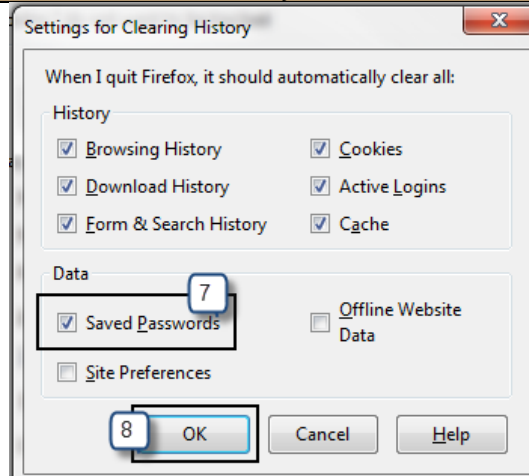 Settings for Clearing History
When I quit Firefox, it should automatically clear all:
History
Browsing History
Cookies
Download History
Active Logins
Form & Search History
Cache
Data
7
Saved Passwords
Offline Website
Data
Site Preferences
8
OK
Cancel
Help